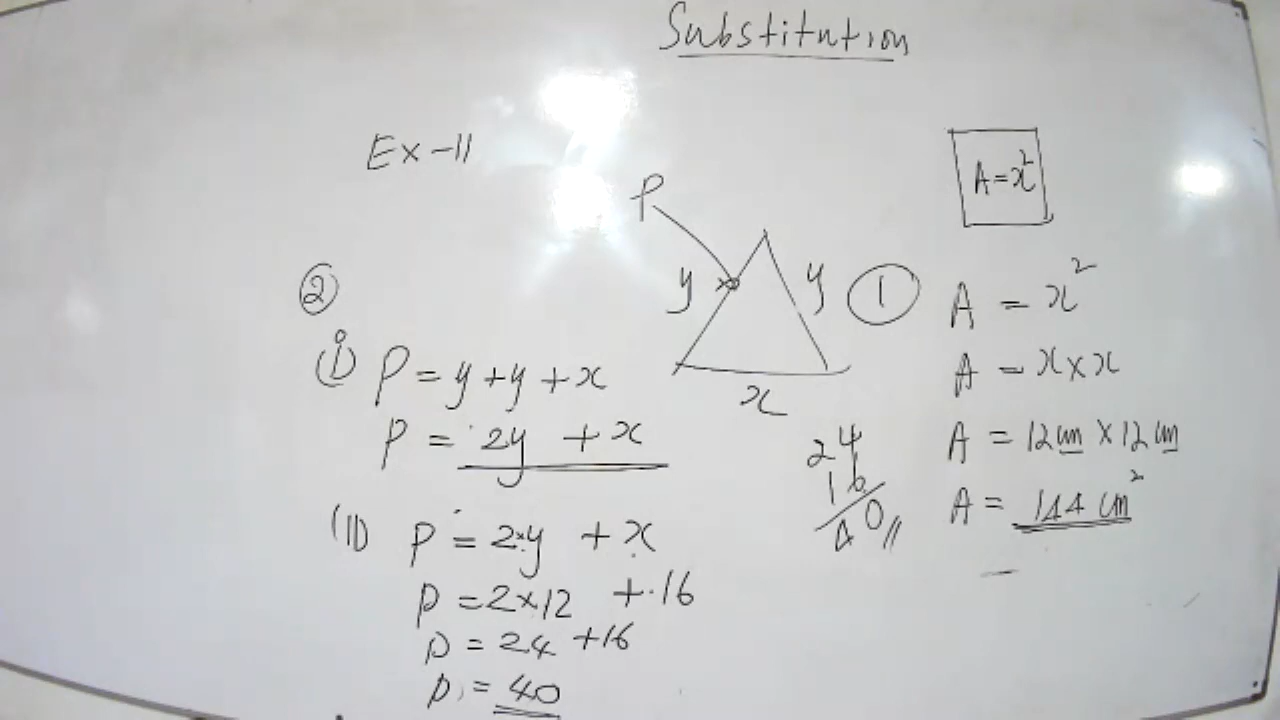 Substitution
Ex-11
A=x²
P
y
y
x
①
A = x²
A = x×x
A = 12cm × 12cm
A = 144 cm²
②
(i) P = y+y+x
P = 2y + x
(II) P = 2×y + x
P = 2×12 + 16
P = 24 + 16
P = 40
24
16
40